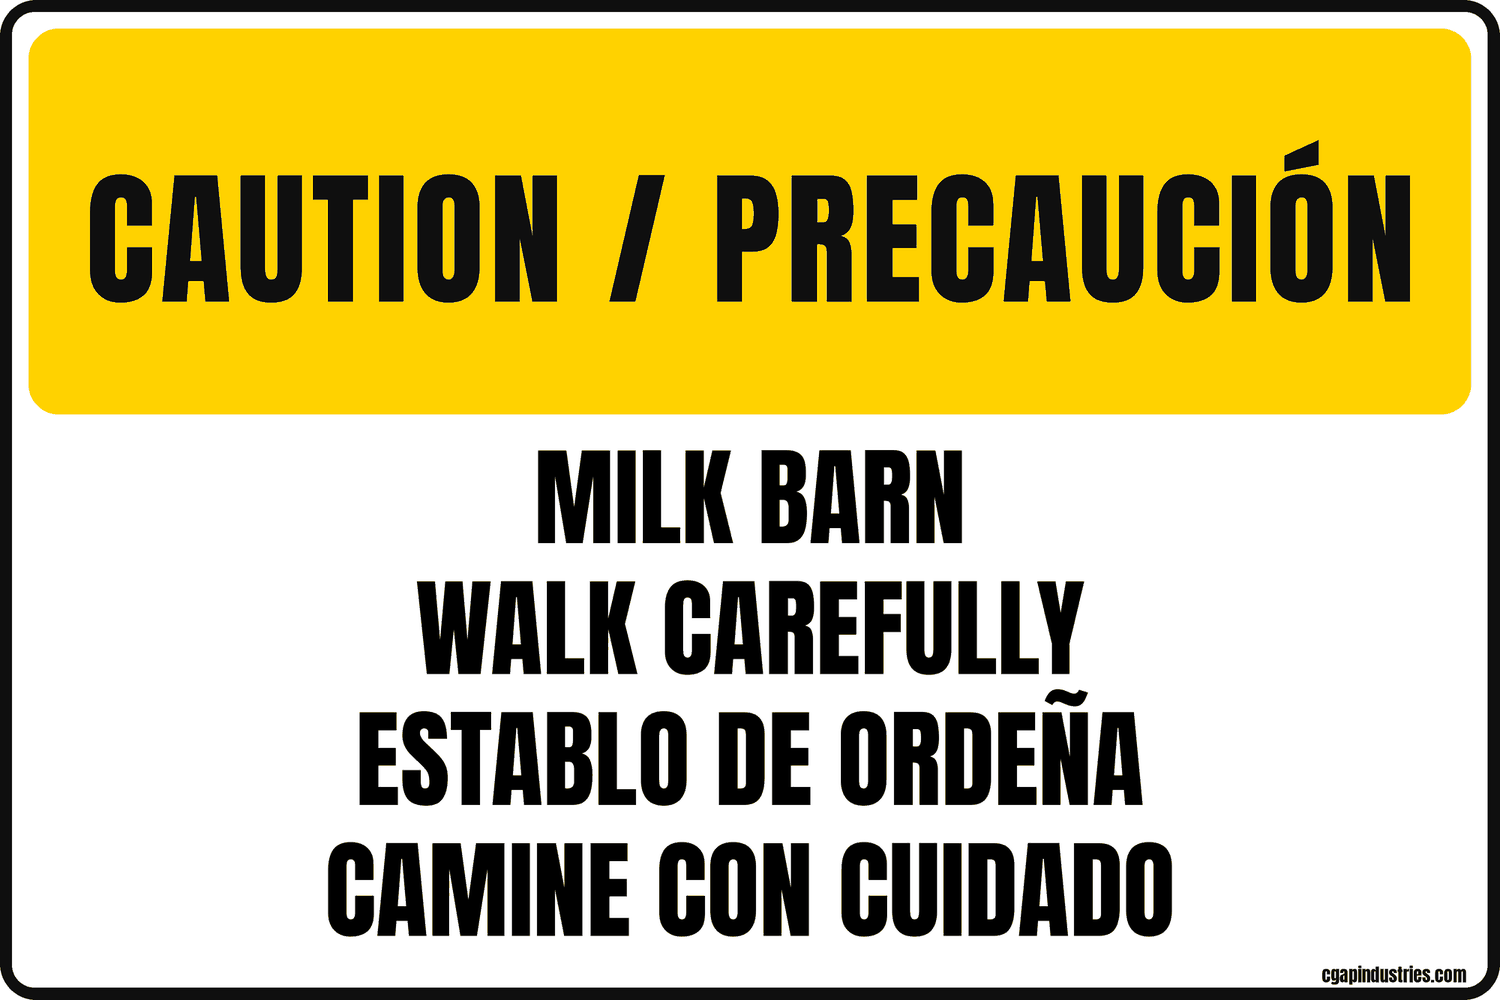 CAUTION / PRECAUCIÓN
MILK BARN
WALK CAREFULLY
ESTABLO DE ORDEÑA
CAMINE CON CUIDADO
cgapindustries.com